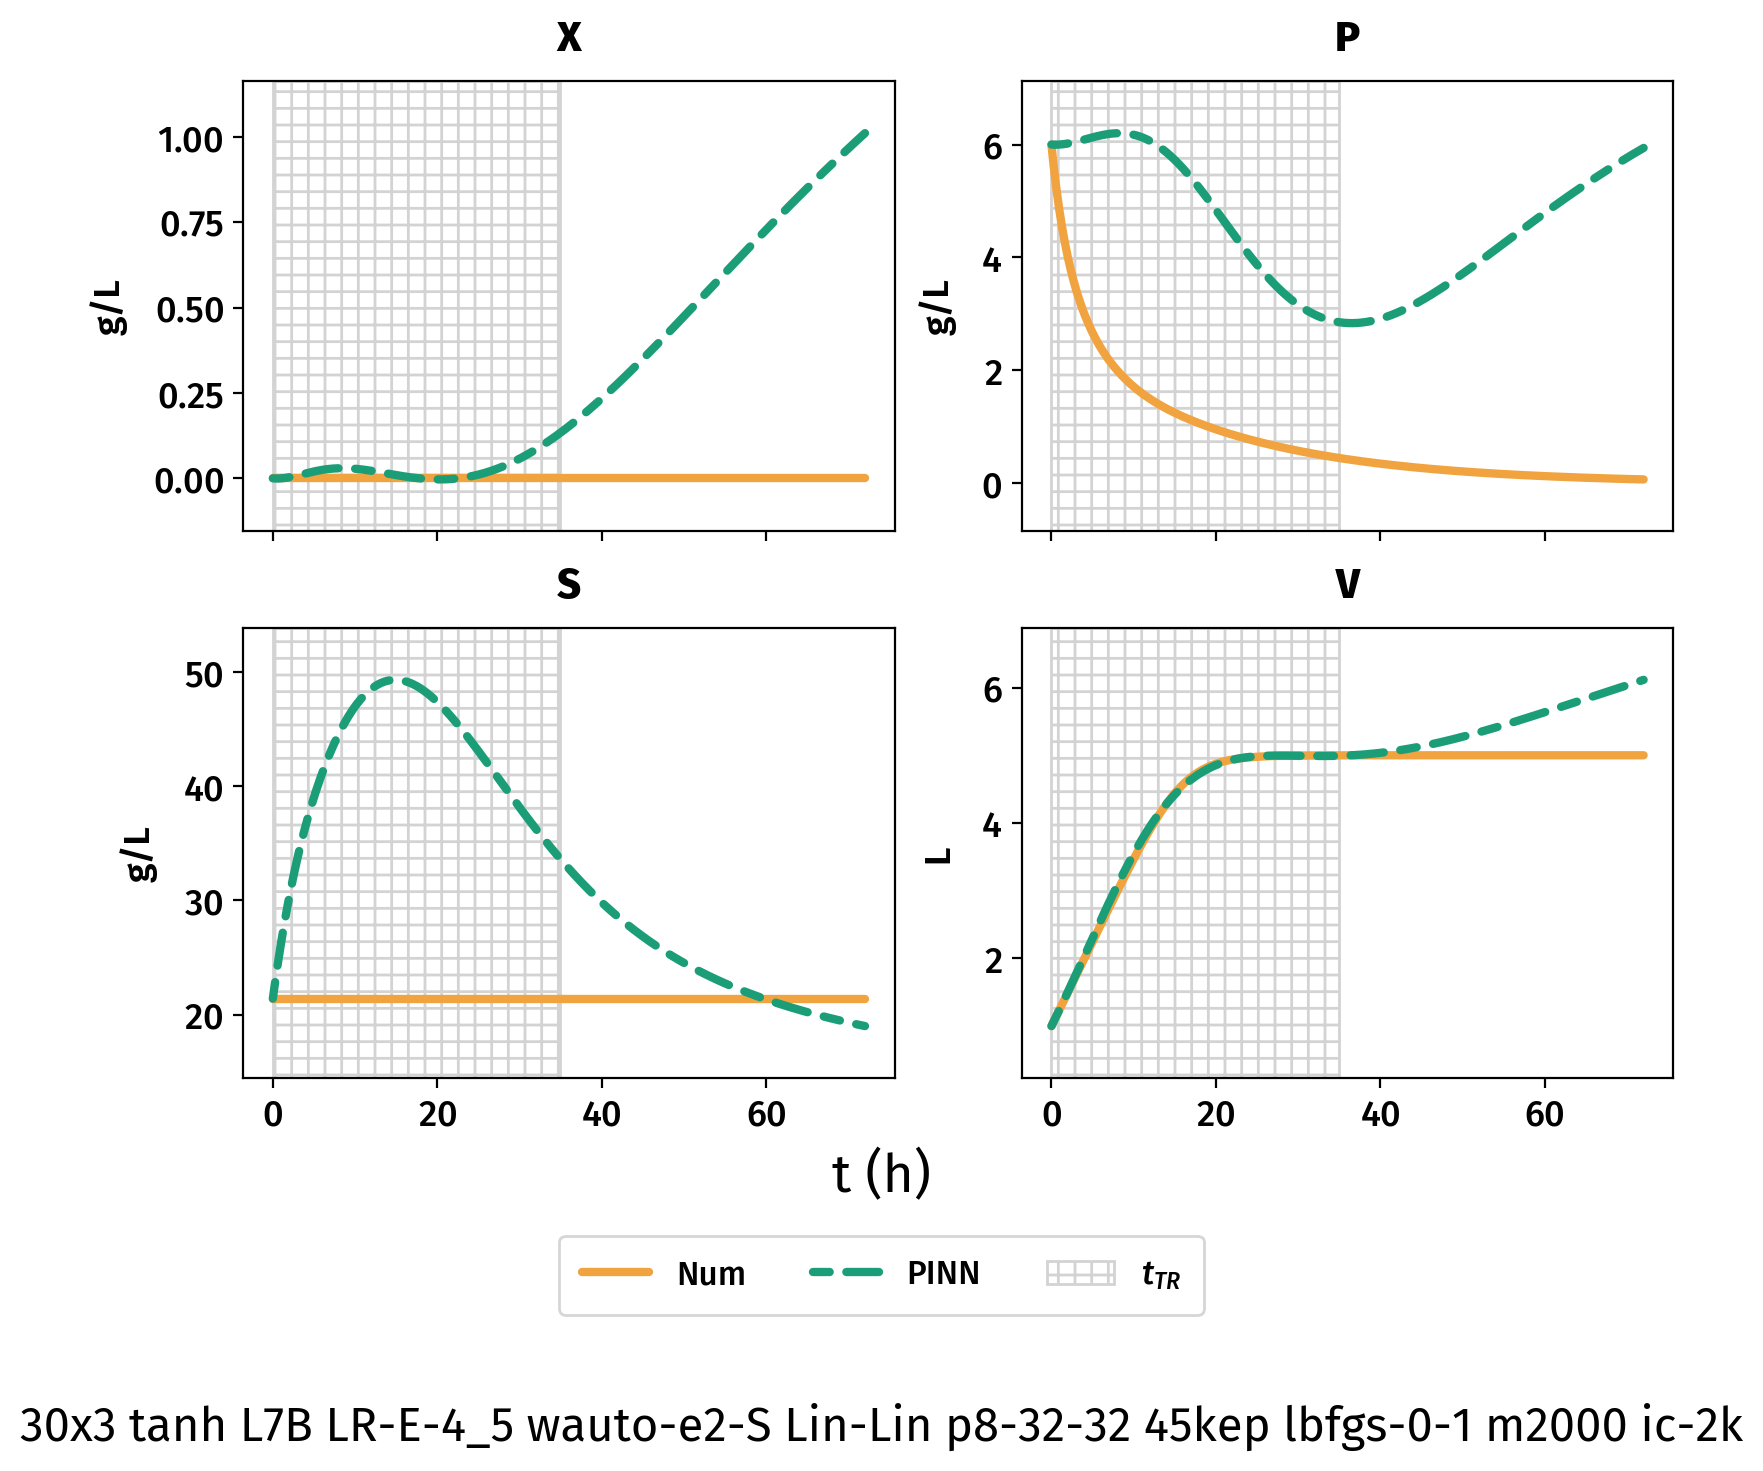 X
P
1.00
0.75
0.50
0.25
0.00
g/L
6
4
2
0
g/L
S
V
50
40
30
20
g/L
6
4
2
L
0 20 40 60
0 20 40 60
t (h)
Num PINN t_TR
30x3 tanh L7B LR-E-4_5 wauto-e2-S Lin-Lin p8-32-32 45kep lbfgs-0-1 m2000 ic-2k